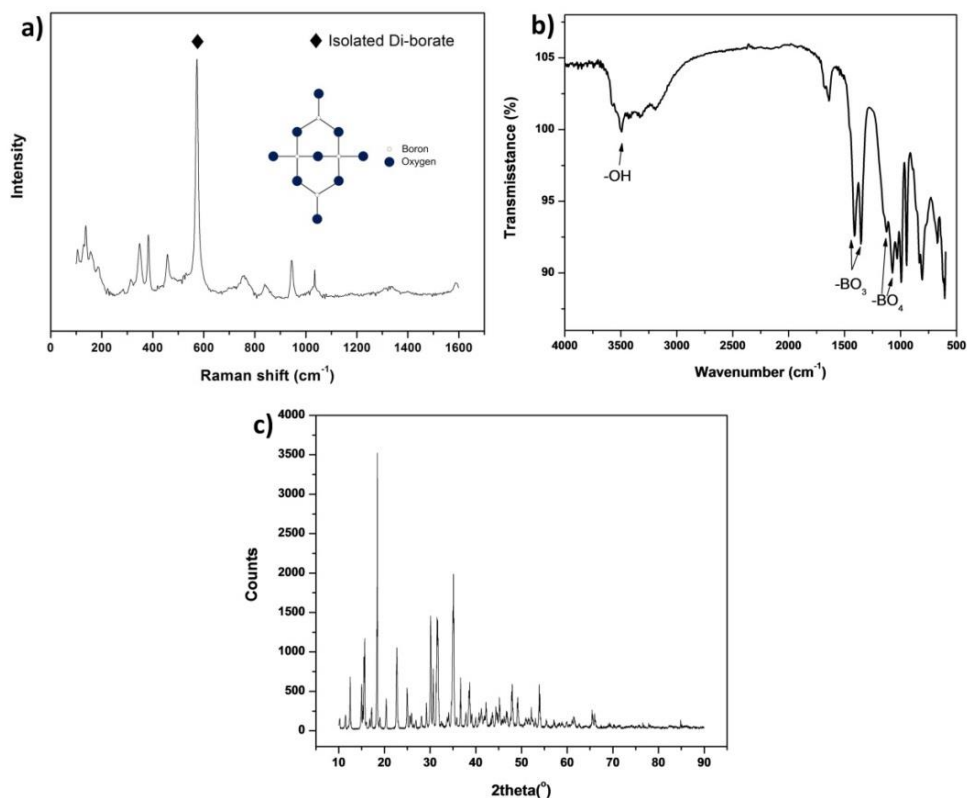 a)
◆ ◆ Isolated Di-borate
Boron
Oxygen
Intensity
0 200 400 600 800 1000 1200 1400 1600
Raman shift (cm-1)
b)
105
100
95
90
Transmisstance (%)
-OH
-BO3
-BO4
4000 3500 3000 2500 2000 1500 1000 500
Wavenumber (cm-1)
c)
4000
3500
3000
2500
2000
1500
1000
500
0
Counts
10 20 30 40 50 60 70 80 90
2theta(o)